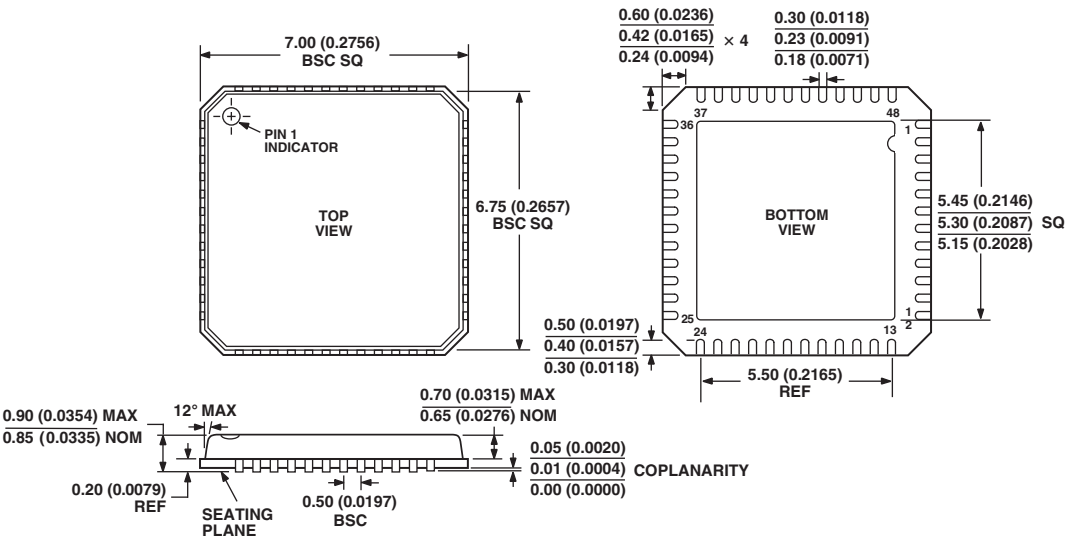 7.00 (0.2756)
BSC SQ
PIN 1
INDICATOR
TOP
VIEW
6.75 (0.2657)
BSC SQ
0.60 (0.0236)
0.42 (0.0165) × 4
0.24 (0.0094)
0.30 (0.0118)
0.23 (0.0091)
0.18 (0.0071)
37
48
36
1
BOTTOM
VIEW
5.45 (0.2146)
5.30 (0.2087) SQ
5.15 (0.2028)
25
24
13
1
2
0.50 (0.0197)
0.40 (0.0157)
0.30 (0.0118)
5.50 (0.2165)
REF
0.90 (0.0354) MAX
0.85 (0.0335) NOM
12° MAX
0.70 (0.0315) MAX
0.65 (0.0276) NOM
0.20 (0.0079)
REF
SEATING
PLANE
0.50 (0.0197)
BSC
0.05 (0.0020)
0.01 (0.0004) COPLANARITY
0.00 (0.0000)